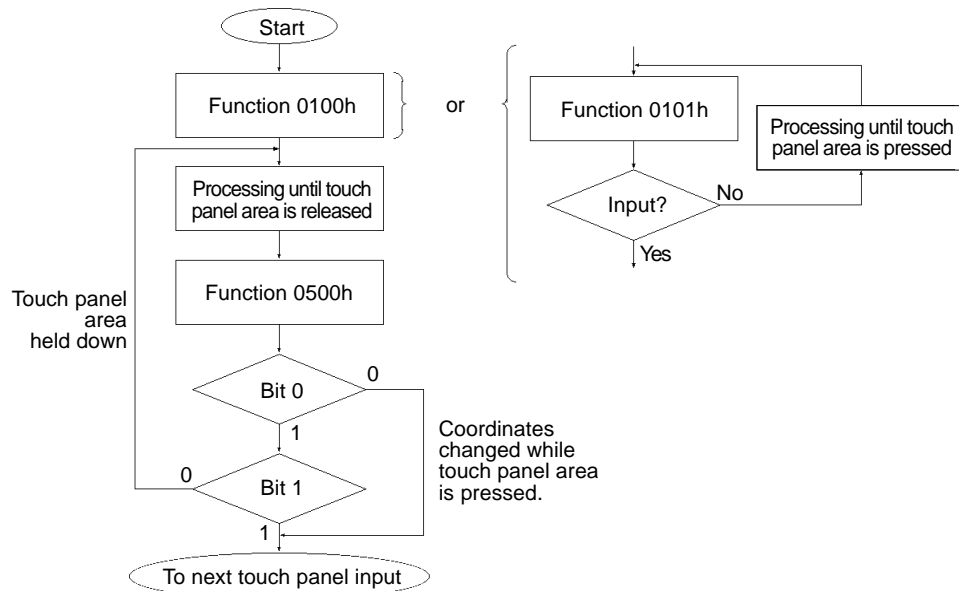 Start
Function 0100h
or
Function 0101h
Processing until touch
panel area is pressed
Input?
No
Yes
Processing until touch
panel area is released
Function 0500h
Touch panel
area
held down
Bit 0
0
1
Coordinates
changed while
touch panel area
is pressed.
Bit 1
0
1
To next touch panel input